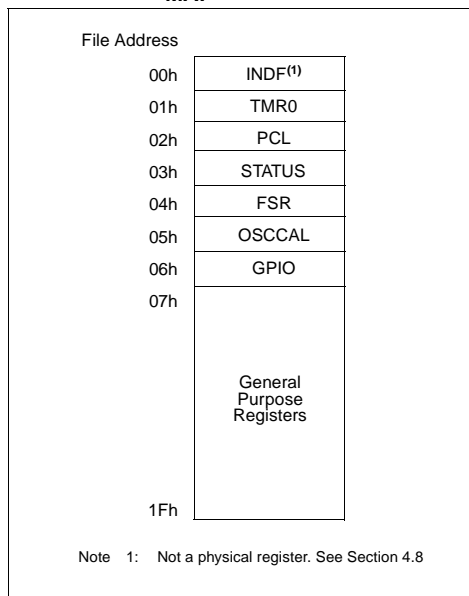 File Address
00h INDF(1)
01h TMR0
02h PCL
03h STATUS
04h FSR
05h OSCCAL
06h GPIO
07h
General
Purpose
Registers
1Fh
Note 1: Not a physical register. See Section 4.8